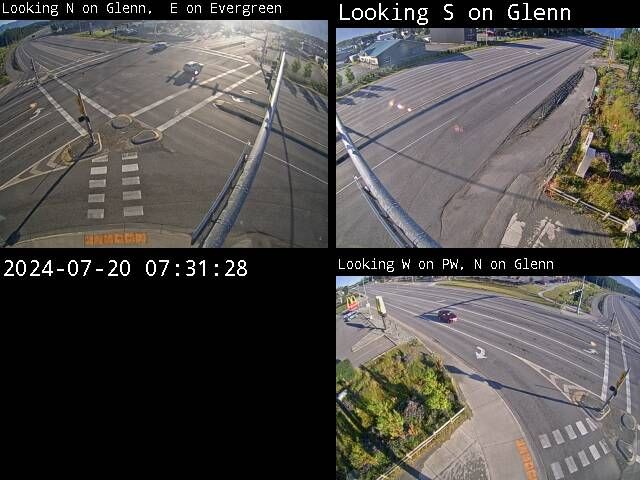 Looking N on Glenn,  E on Evergreen
Looking S on Glenn
2024-07-20 07:31:28
Looking W on PW, N on Glenn